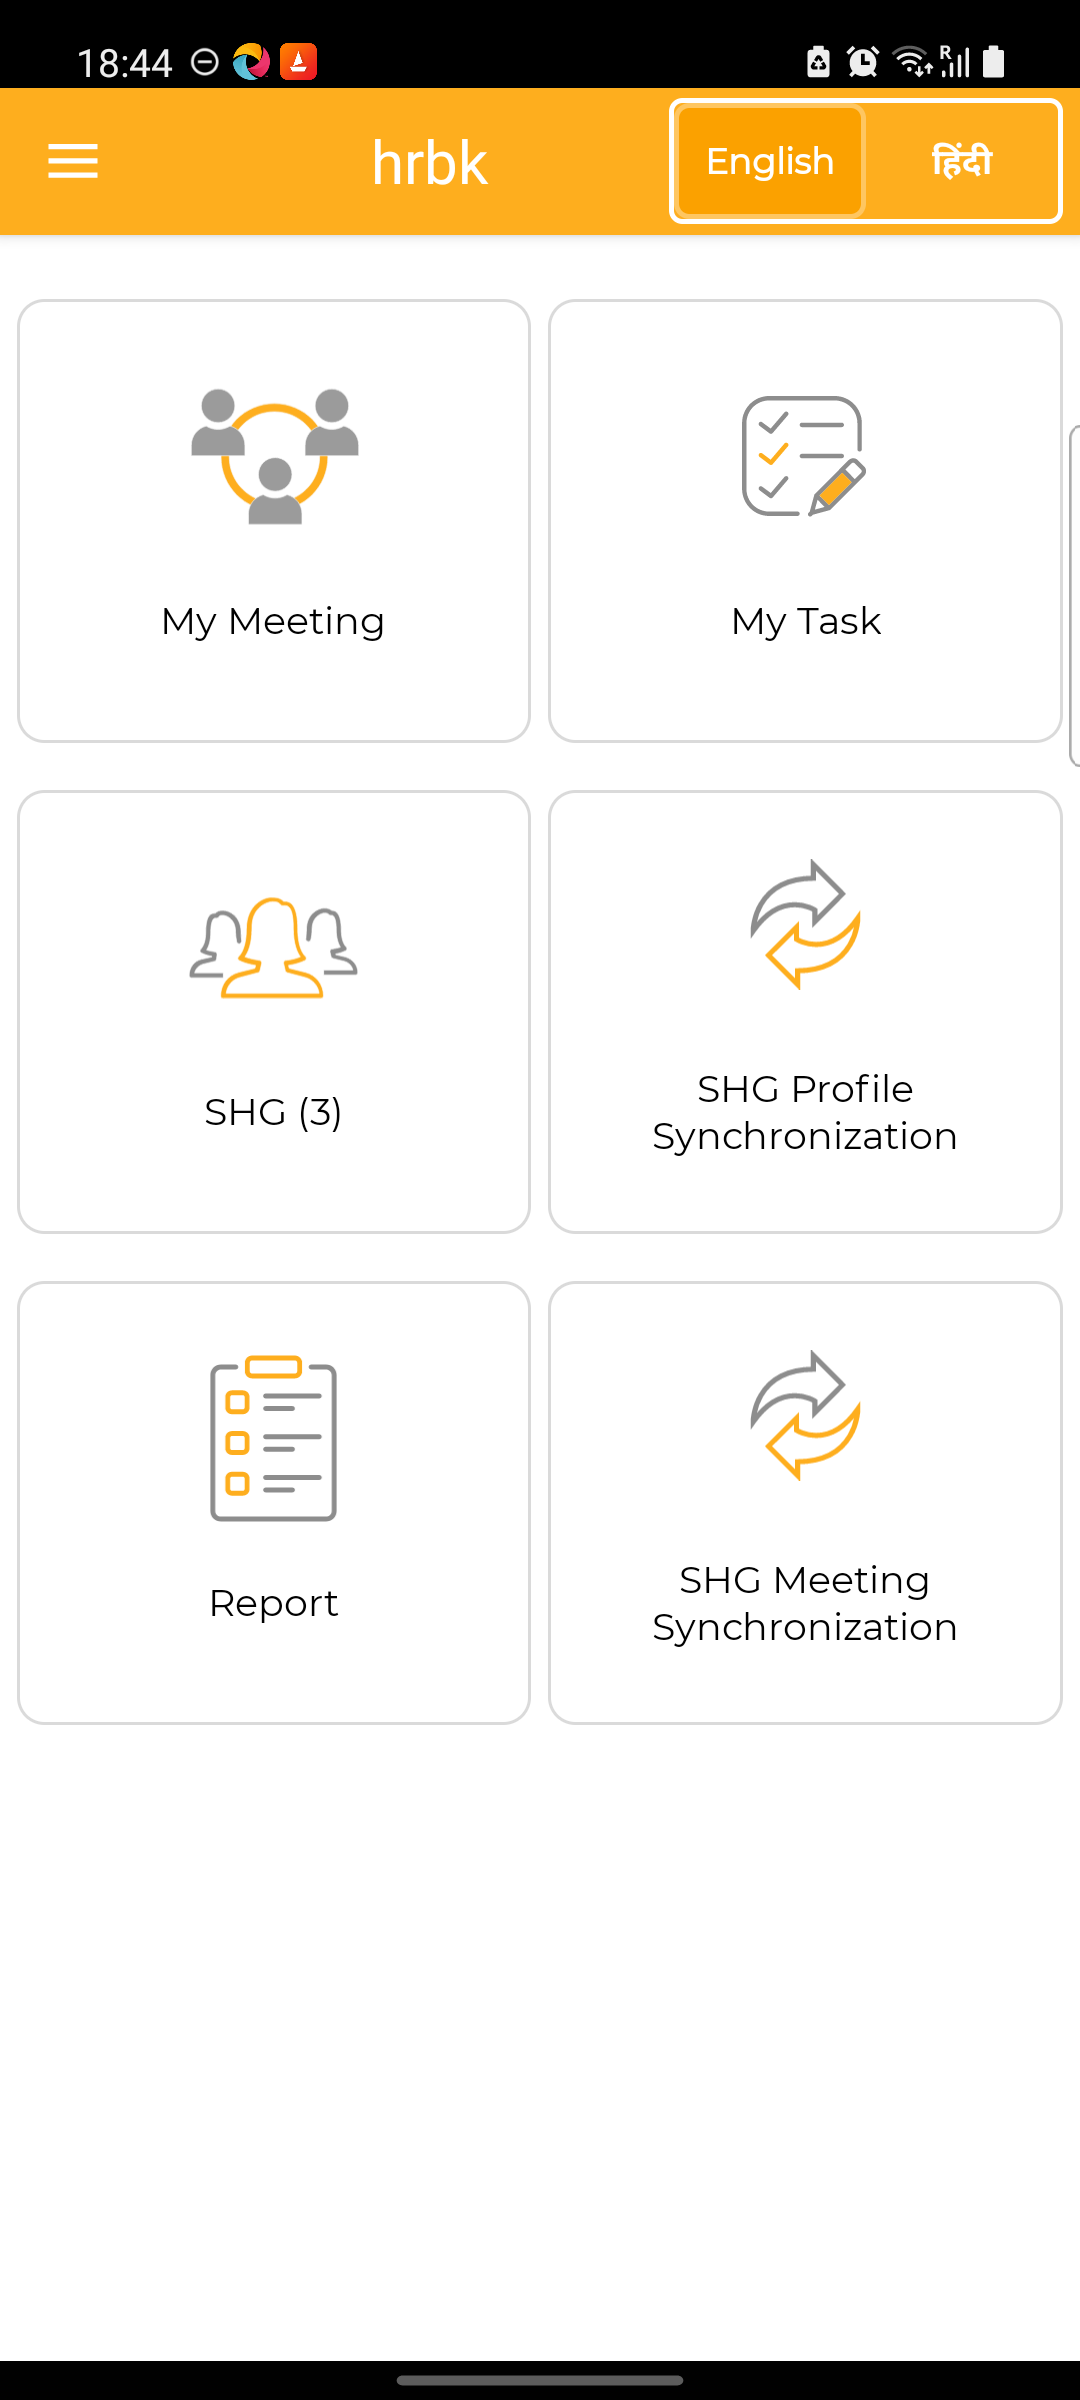 18:44
R
hrbk
English
हिंदी
My Meeting
My Task
SHG (3)
SHG Profile
Synchronization
Report
SHG Meeting
Synchronization